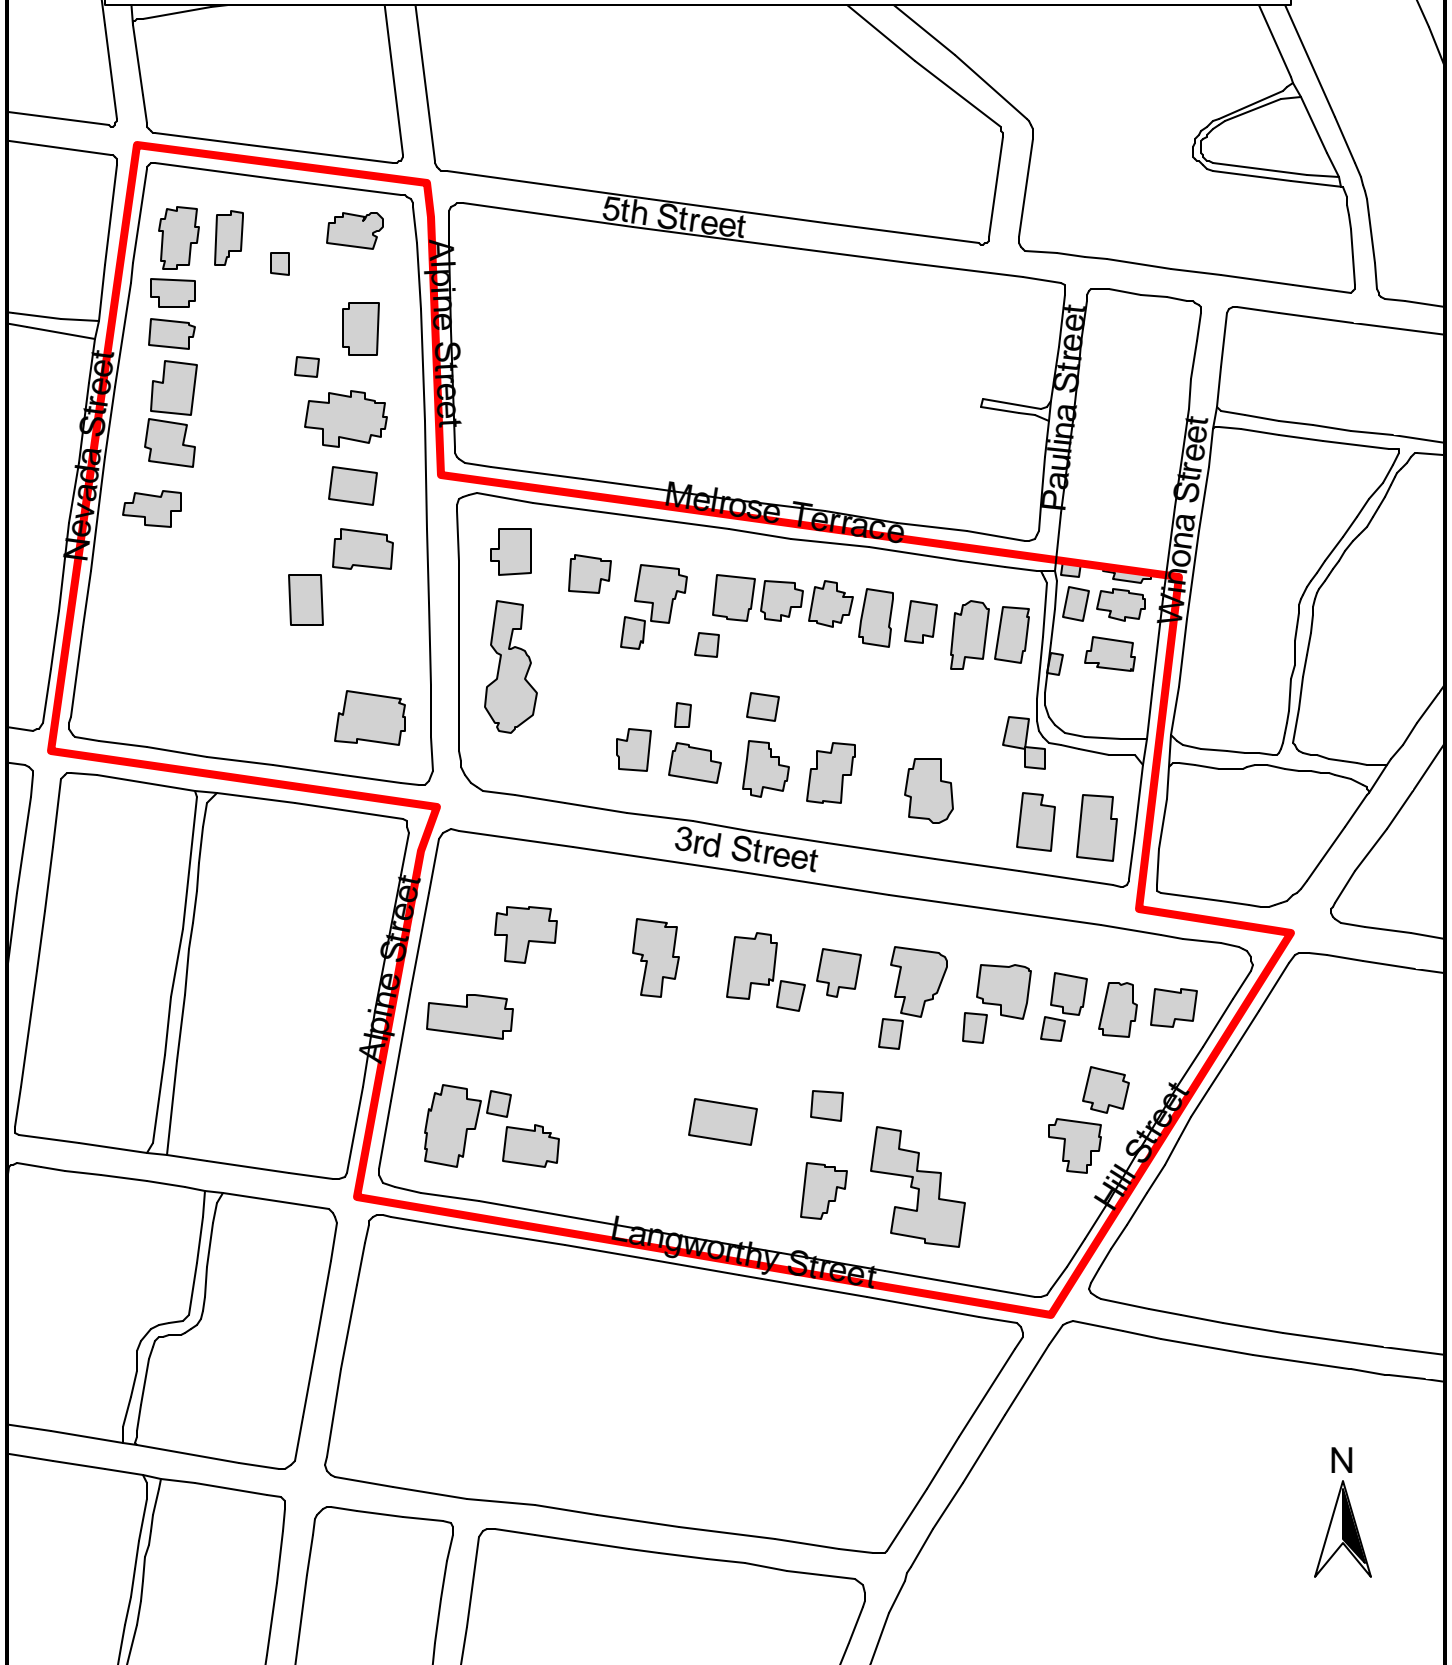 5th Street
Alpine Street
Paulina Street
Nevada Street
Winona Street
Melrose Terrace
3rd Street
Alpine Street
Hill Street
Langworthy Street
N